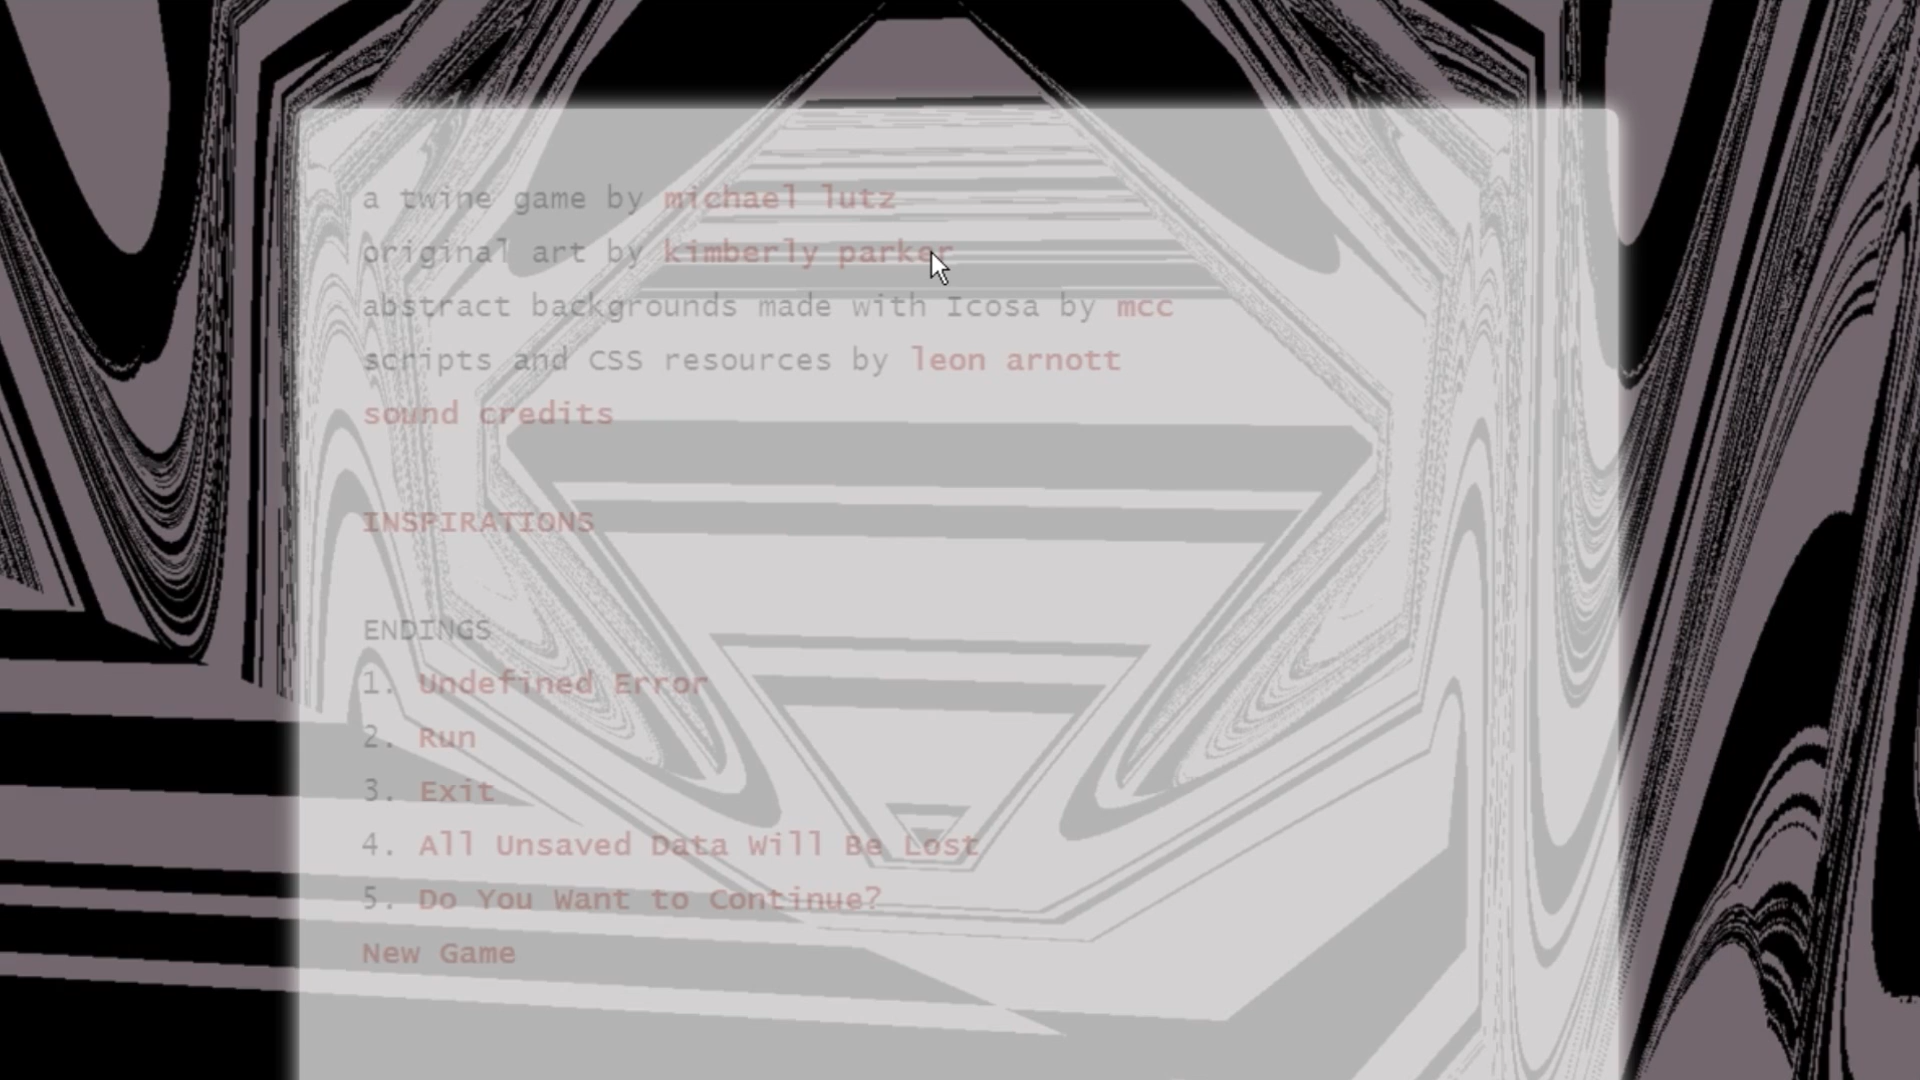 a twine game by michael lutz
original art by kimberly parker
abstract backgrounds made with Icosa by mcc
scripts and CSS resources by leon arnott
sound credits
INSPIRATIONS
ENDINGS
1. Undefined Error
2. Run
3. Exit
4. All Unsaved Data Will Be Lost
5. Do You Want to Continue?
New Game